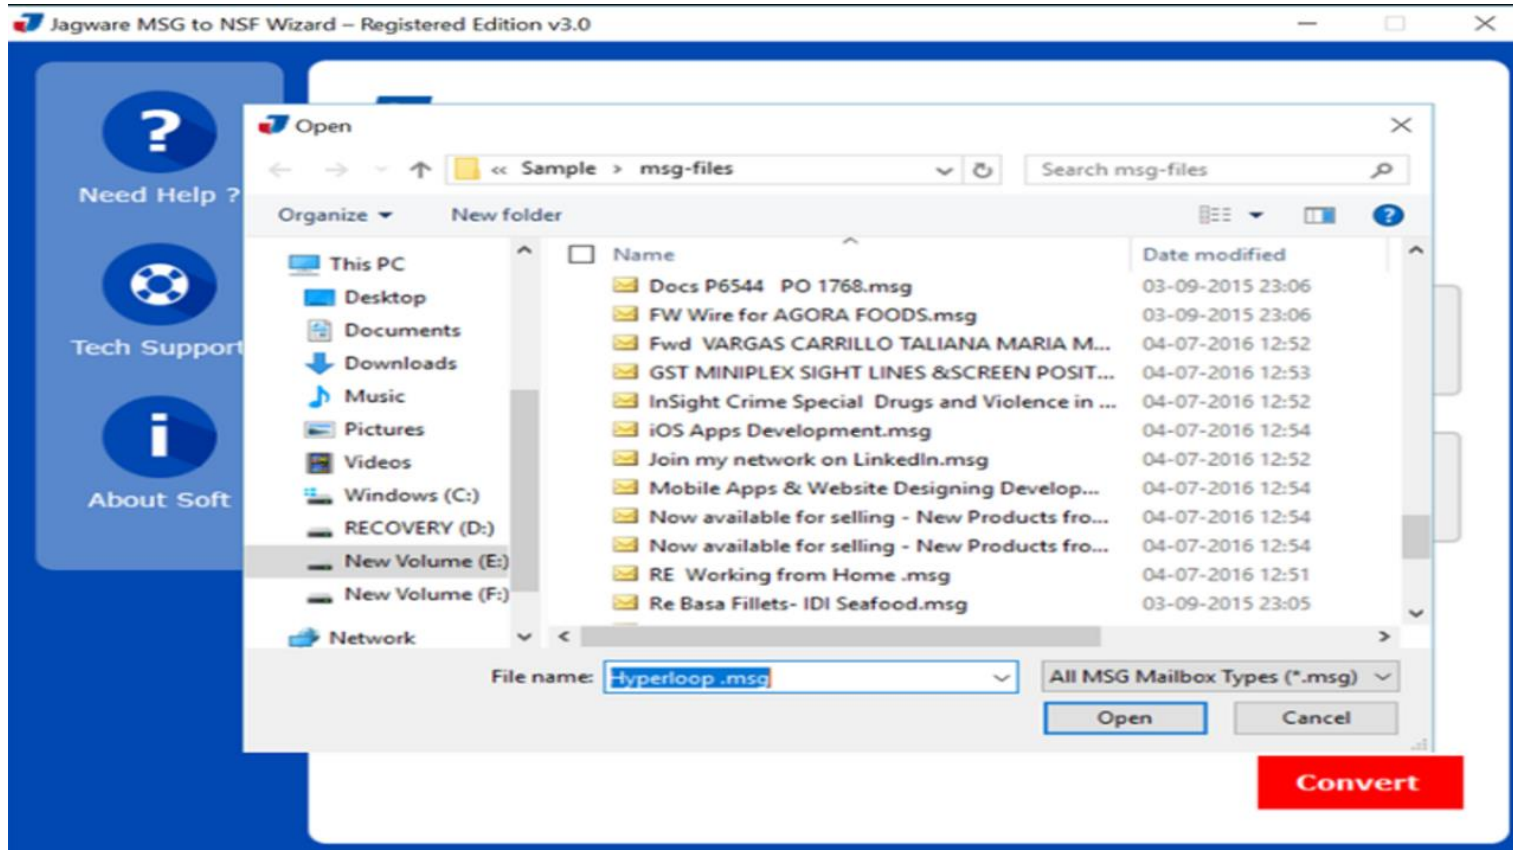 Jagware MSG to NSF Wizard – Registered Edition v3.0
Need Help ?
Tech Support
About Soft
Open
« Sample > msg-files
Search msg-files
Organize
New folder
This PC
Desktop
Documents
Downloads
Music
Pictures
Videos
Windows (C:)
RECOVERY (D:)
New Volume (E:)
New Volume (F:)
Network
Name Date modified
Docs P6544 PO 1768.msg 03-09-2015 23:06
FW Wire for AGORA FOODS.msg 03-09-2015 23:06
Fwd VARGAS CARRILLO TALIANA MARIA M... 04-07-2016 12:52
GST MINIPLEX SIGHT LINES &SCREEN POSIT... 04-07-2016 12:53
InSight Crime Special Drugs and Violence in ... 04-07-2016 12:52
iOS Apps Development.msg 04-07-2016 12:54
Join my network on LinkedIn.msg 04-07-2016 12:52
Mobile Apps & Website Designing Develop... 04-07-2016 12:54
Now available for selling - New Products fro... 04-07-2016 12:54
Now available for selling - New Products fro... 04-07-2016 12:54
RE Working from Home .msg 04-07-2016 12:51
Re Basa Fillets- IDI Seafood.msg 03-09-2015 23:05
File name: Hyperloop .msg
All MSG Mailbox Types (*.msg)
Open
Cancel
Convert